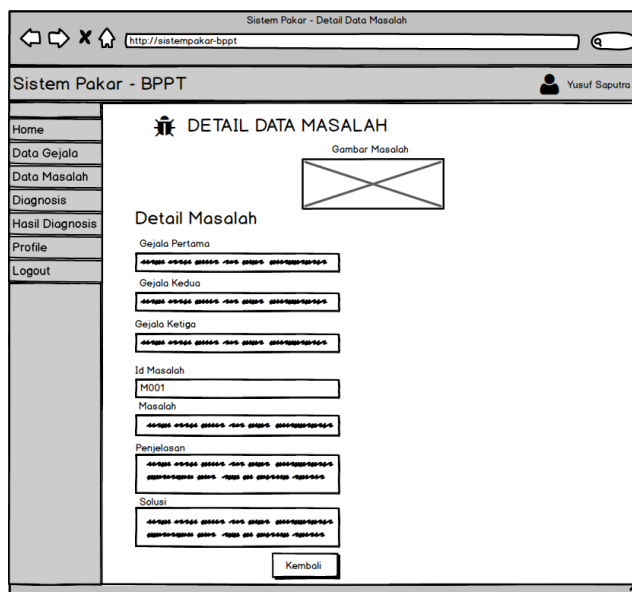 Sistem Pakar - Detail Data Masalah
http://sistempakar-bppt
Sistem Pakar - BPPT
Yusuf Saputra
Home
Data Gejala
Data Masalah
Diagnosis
Hasil Diagnosis
Profile
Logout
DETAIL DATA MASALAH
Gambar Masalah
Detail Masalah
Gejala Pertama
Gejala Kedua
Gejala Ketiga
Id Masalah
M001
Masalah
Penjelasan
Solusi
Kembali